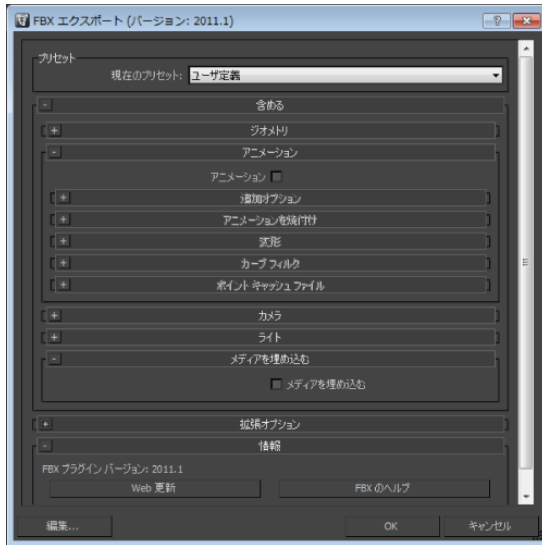 FBX エクスポート (バージョン: 2011.1)
プリセット
現在のプリセット: ユーザ定義
含める
ジオメトリ
アニメーション
アニメーション
追加オプション
アニメーションを焼付け
変形
カーブ フィルタ
ポイント キャッシュ ファイル
カメラ
ライト
メディアを埋め込む
メディアを埋め込む
拡張オプション
情報
FBX プラグイン バージョン: 2011.1
Web 更新 FBX のヘルプ
編集... OK キャンセル